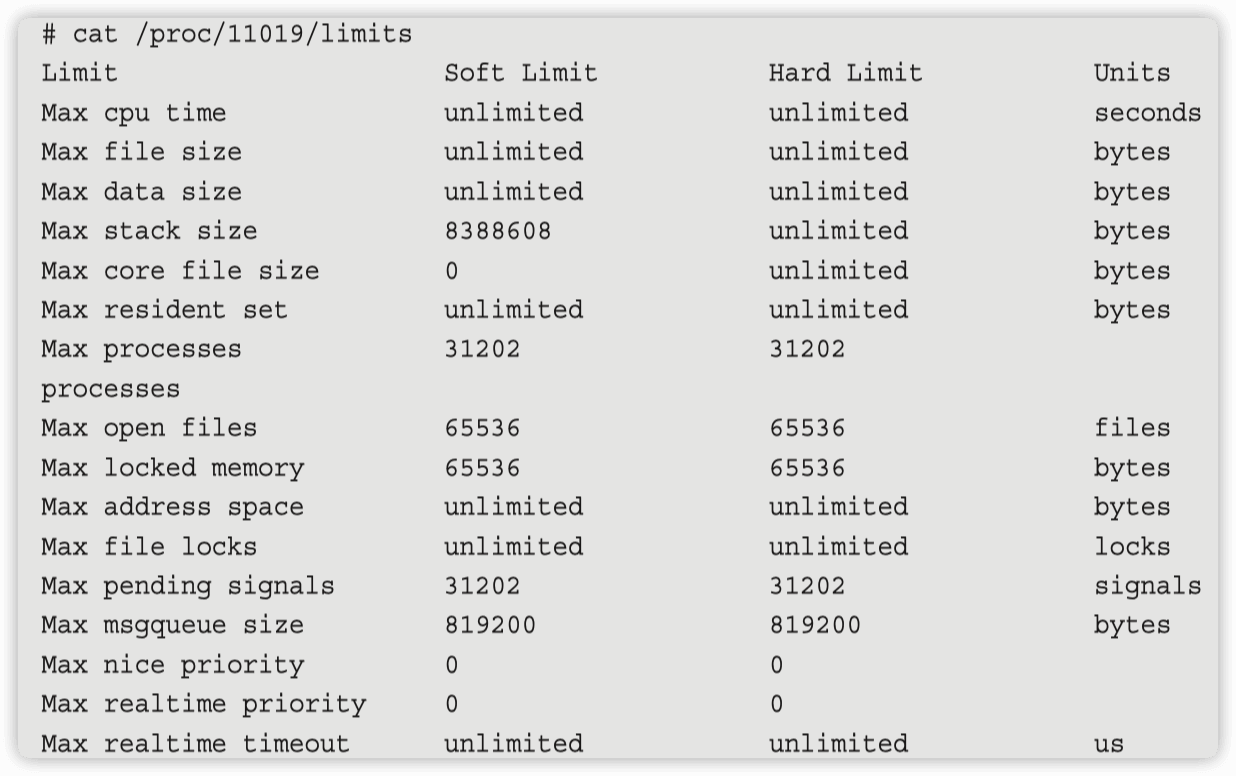 # cat /proc/11019/limits
Limit Soft Limit Hard Limit Units
Max cpu time unlimited unlimited seconds
Max file size unlimited unlimited bytes
Max data size unlimited unlimited bytes
Max stack size 8388608 unlimited bytes
Max core file size 0 unlimited bytes
Max resident set unlimited unlimited bytes
Max processes 31202 31202
processes
Max open files 65536 65536 files
Max locked memory 65536 65536 bytes
Max address space unlimited unlimited bytes
Max file locks unlimited unlimited locks
Max pending signals 31202 31202 signals
Max msgqueue size 819200 819200 bytes
Max nice priority 0 0
Max realtime priority 0 0
Max realtime timeout unlimited unlimited us